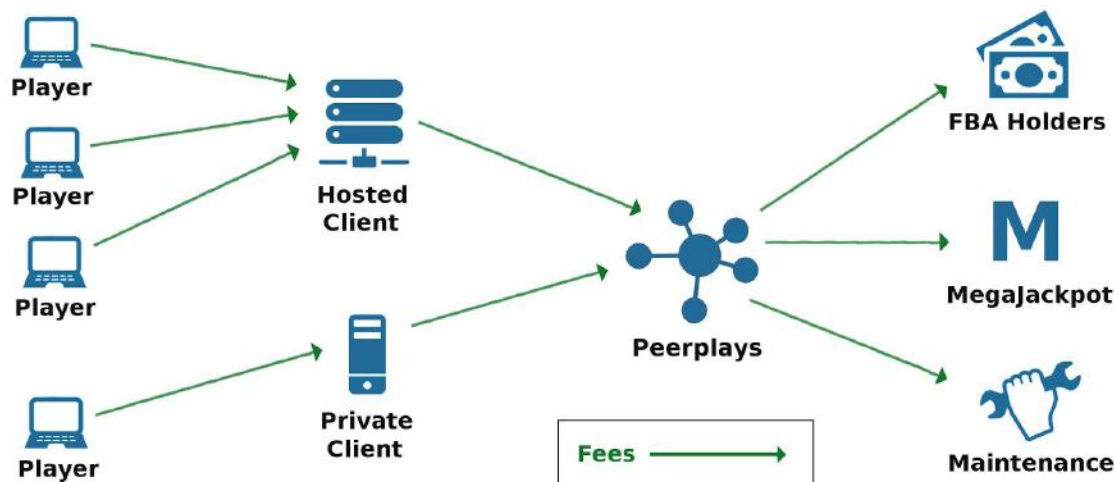 Player
Player
Player
Player
Hosted
Client
Private
Client
Peerplays
FBA Holders
M
MegaJackpot
Maintenance
Fees